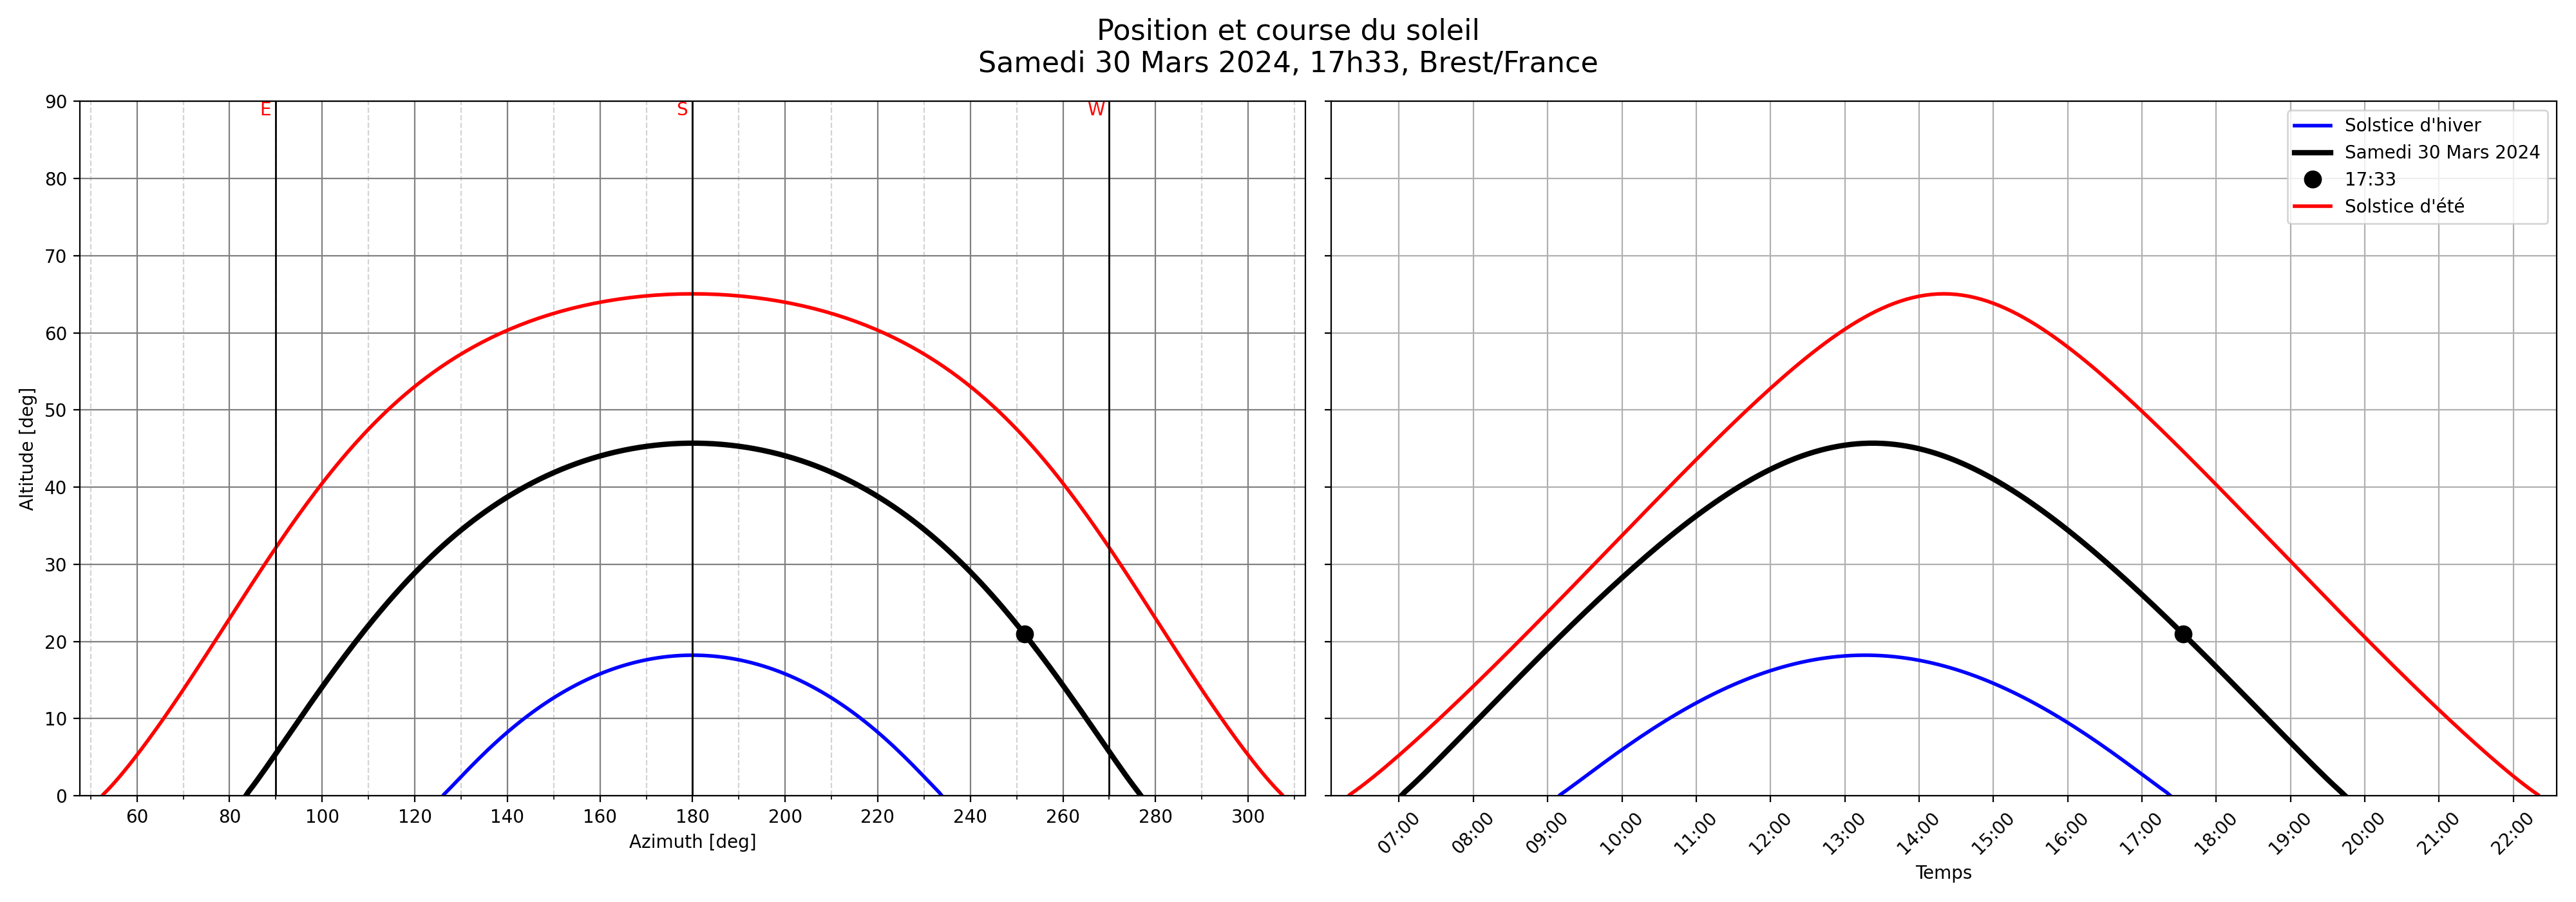 Position et course du soleil
Samedi 30 Mars 2024, 17h33, Brest/France
E
S
W
90
80
70
60
50
40
30
20
10
0
Altitude [deg]
60 80 100 120 140 160 180 200 220 240 260 280 300
Azimuth [deg]
Solstice d'hiver
Samedi 30 Mars 2024
17:33
Solstice d'été
07:00 08:00 09:00 10:00 11:00 12:00 13:00 14:00 15:00 16:00 17:00 18:00 19:00 20:00 21:00 22:00
Temps